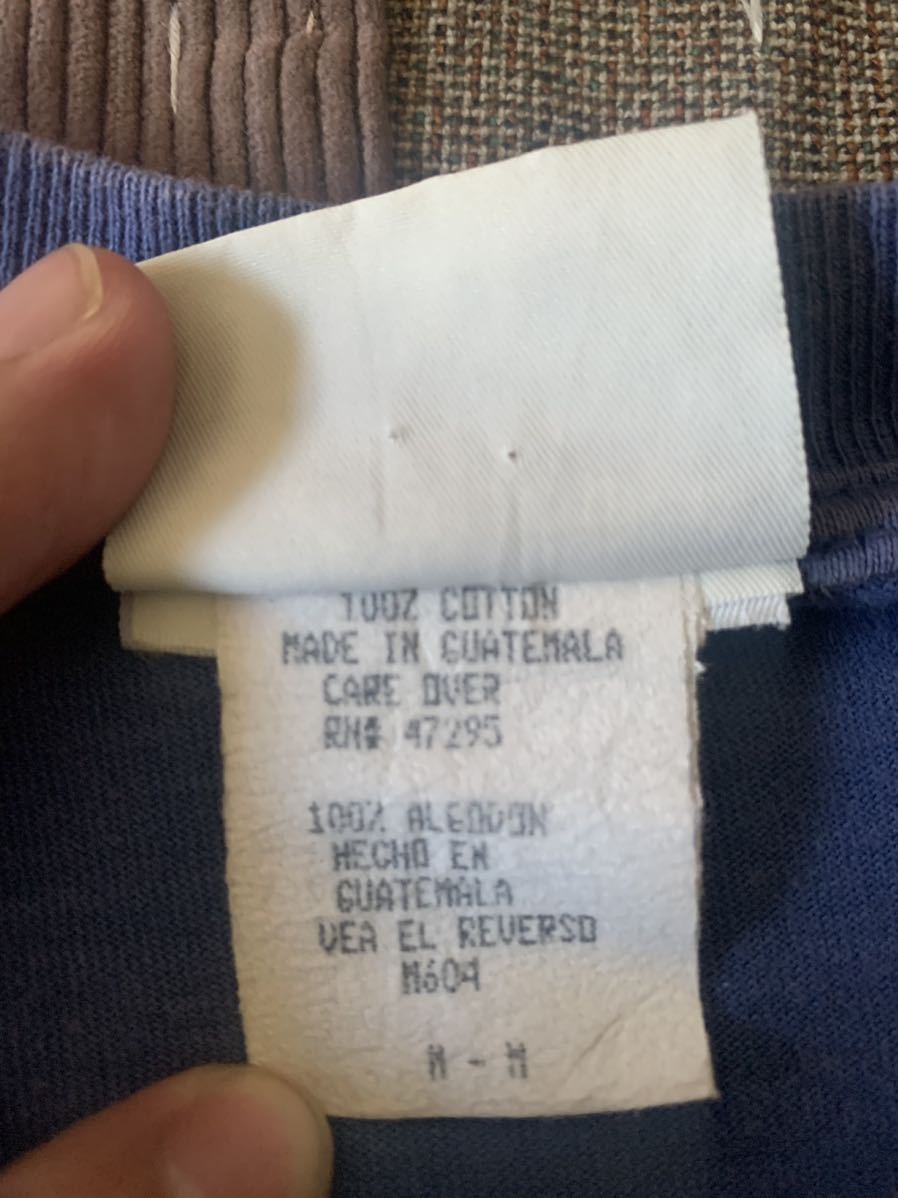 100% COTTON
MADE IN GUATEMALA
CARE OVER
RN# 47295
100% ALGODON
HECHO EN
GUATEMALA
VEA EL REVERSO
M604
M - M